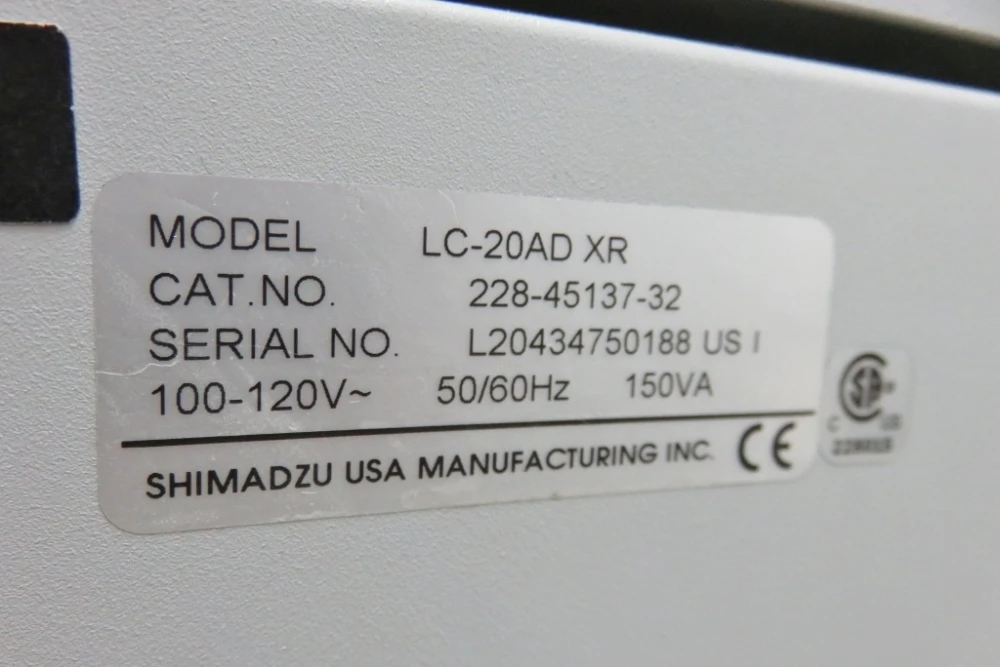 MODEL LC-20AD XR
CAT.NO. 228-45137-32
SERIAL NO. L20434750188 US I
100-120V~ 50/60Hz 150VA
SHIMADZU USA MANUFACTURING INC. CE
C US